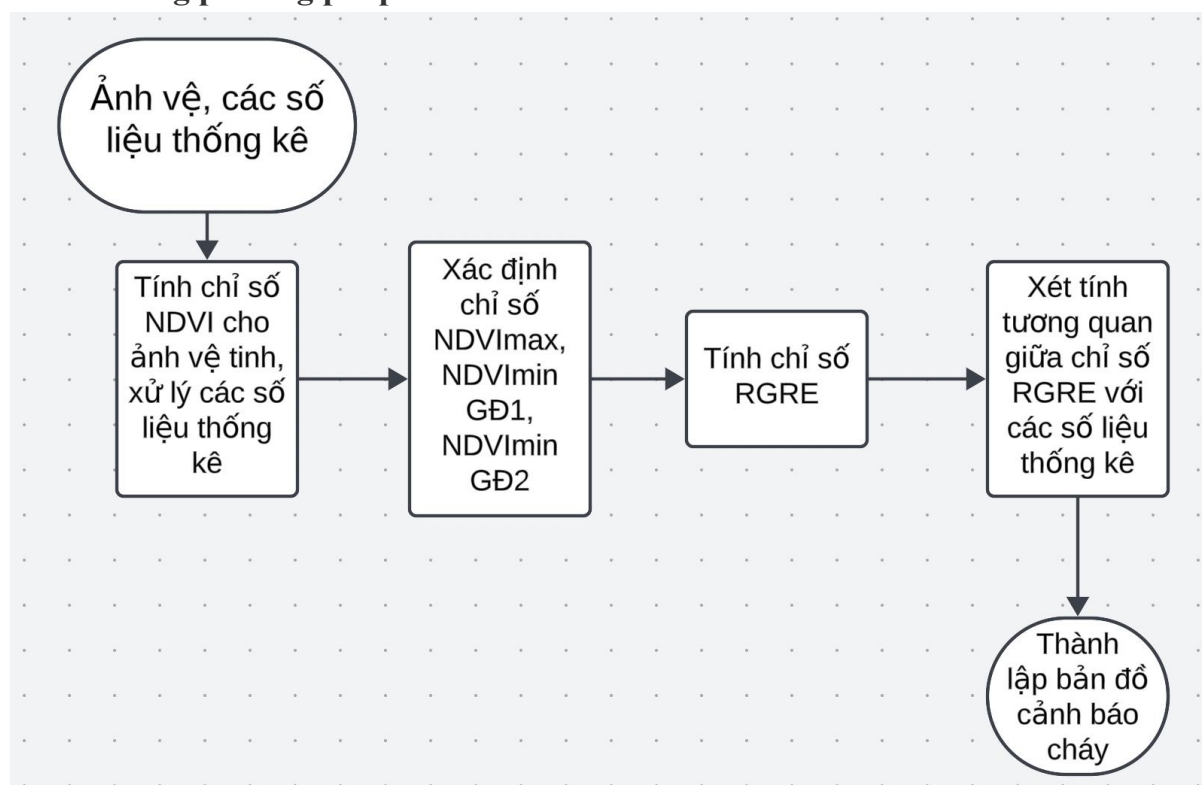 Ảnh vệ, các số
liệu thống kê
Tính chỉ số
NDVI cho
ảnh vệ tinh,
xử lý các số
liệu thống
kê
Xác định
chỉ số
NDVImax,
NDVImin
GĐ1,
NDVImin
GĐ2
Tính chỉ số
RGRE
Xét tính
tương quan
giữa chỉ số
RGRE với
các số liệu
thống kê
Thành
lập bản đồ
cảnh báo
cháy